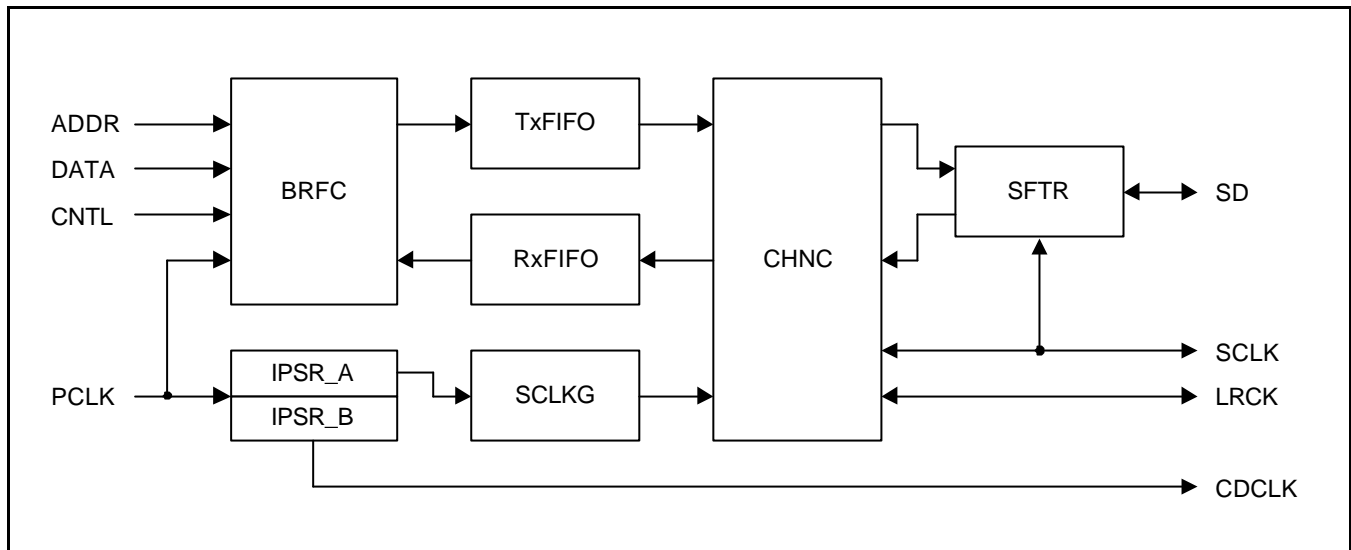 ADDR
DATA
CNTL
PCLK
BRFC
TxFIFO
RxFIFO
IPSR_A
IPSR_B
SCLKG
CHNC
SFTR
SD
SCLK
LRCK
CDCLK